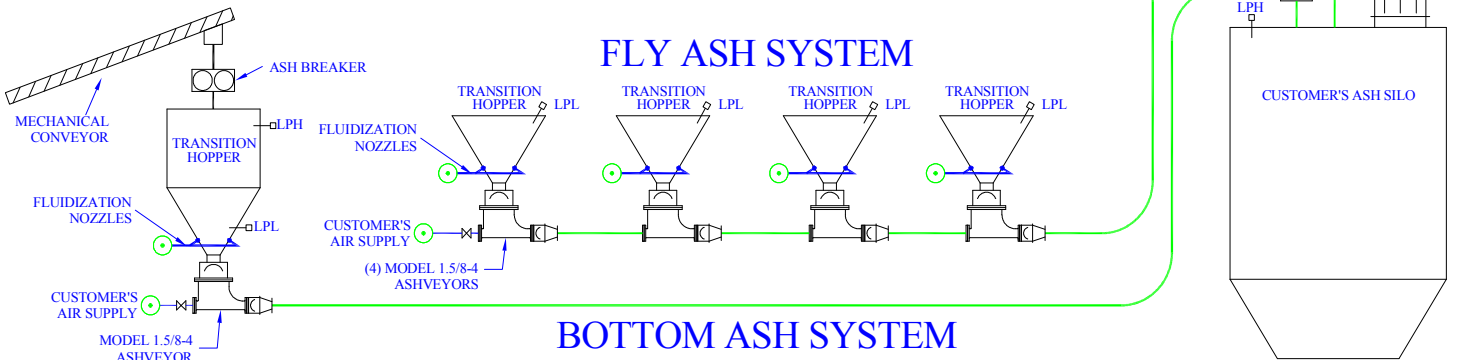 LPH
FLY ASH SYSTEM
ASH BREAKER
MECHANICAL
CONVEYOR
TRANSITION
HOPPER
LPH
FLUIDIZATION
NOZZLES
LPL
CUSTOMER'S
AIR SUPPLY
MODEL 1.5/8-4
ASHVEYOR
TRANSITION
HOPPER
LPL
TRANSITION
HOPPER
LPL
TRANSITION
HOPPER
LPL
TRANSITION
HOPPER
LPL
FLUIDIZATION
NOZZLES
CUSTOMER'S
AIR SUPPLY
(4) MODEL 1.5/8-4
ASHVEYORS
CUSTOMER'S ASH SILO
BOTTOM ASH SYSTEM